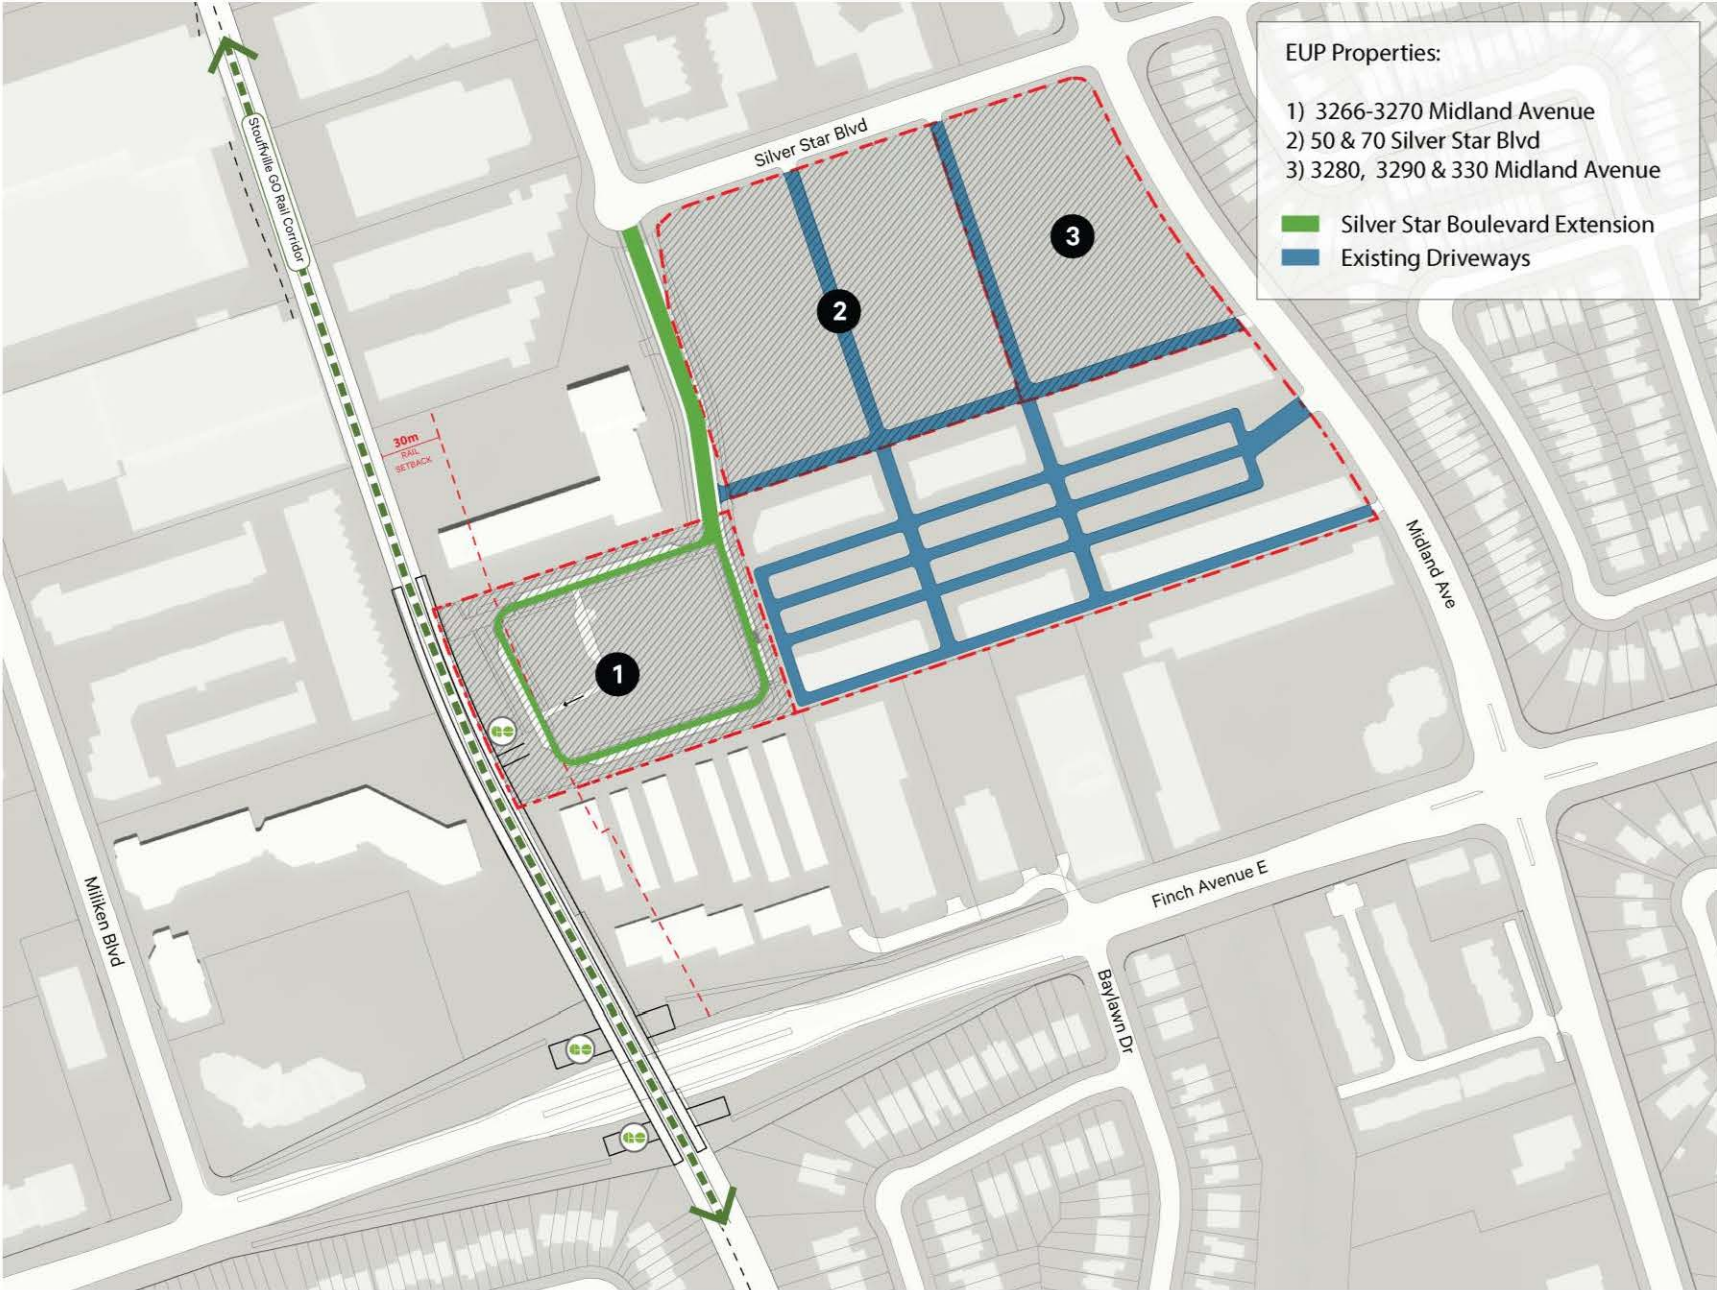 EUP Properties:
1) 3266-3270 Midland Avenue
2) 50 & 70 Silver Star Blvd
3) 3280, 3290 & 330 Midland Avenue
Silver Star Boulevard Extension
Existing Driveways
Stouffville GO Rail Corridor
Silver Star Blvd
3
2
30m
RAIL
SETBACK
1
Midland Ave
Finch Avenue E
Milliken Blvd
Baylawn Dr